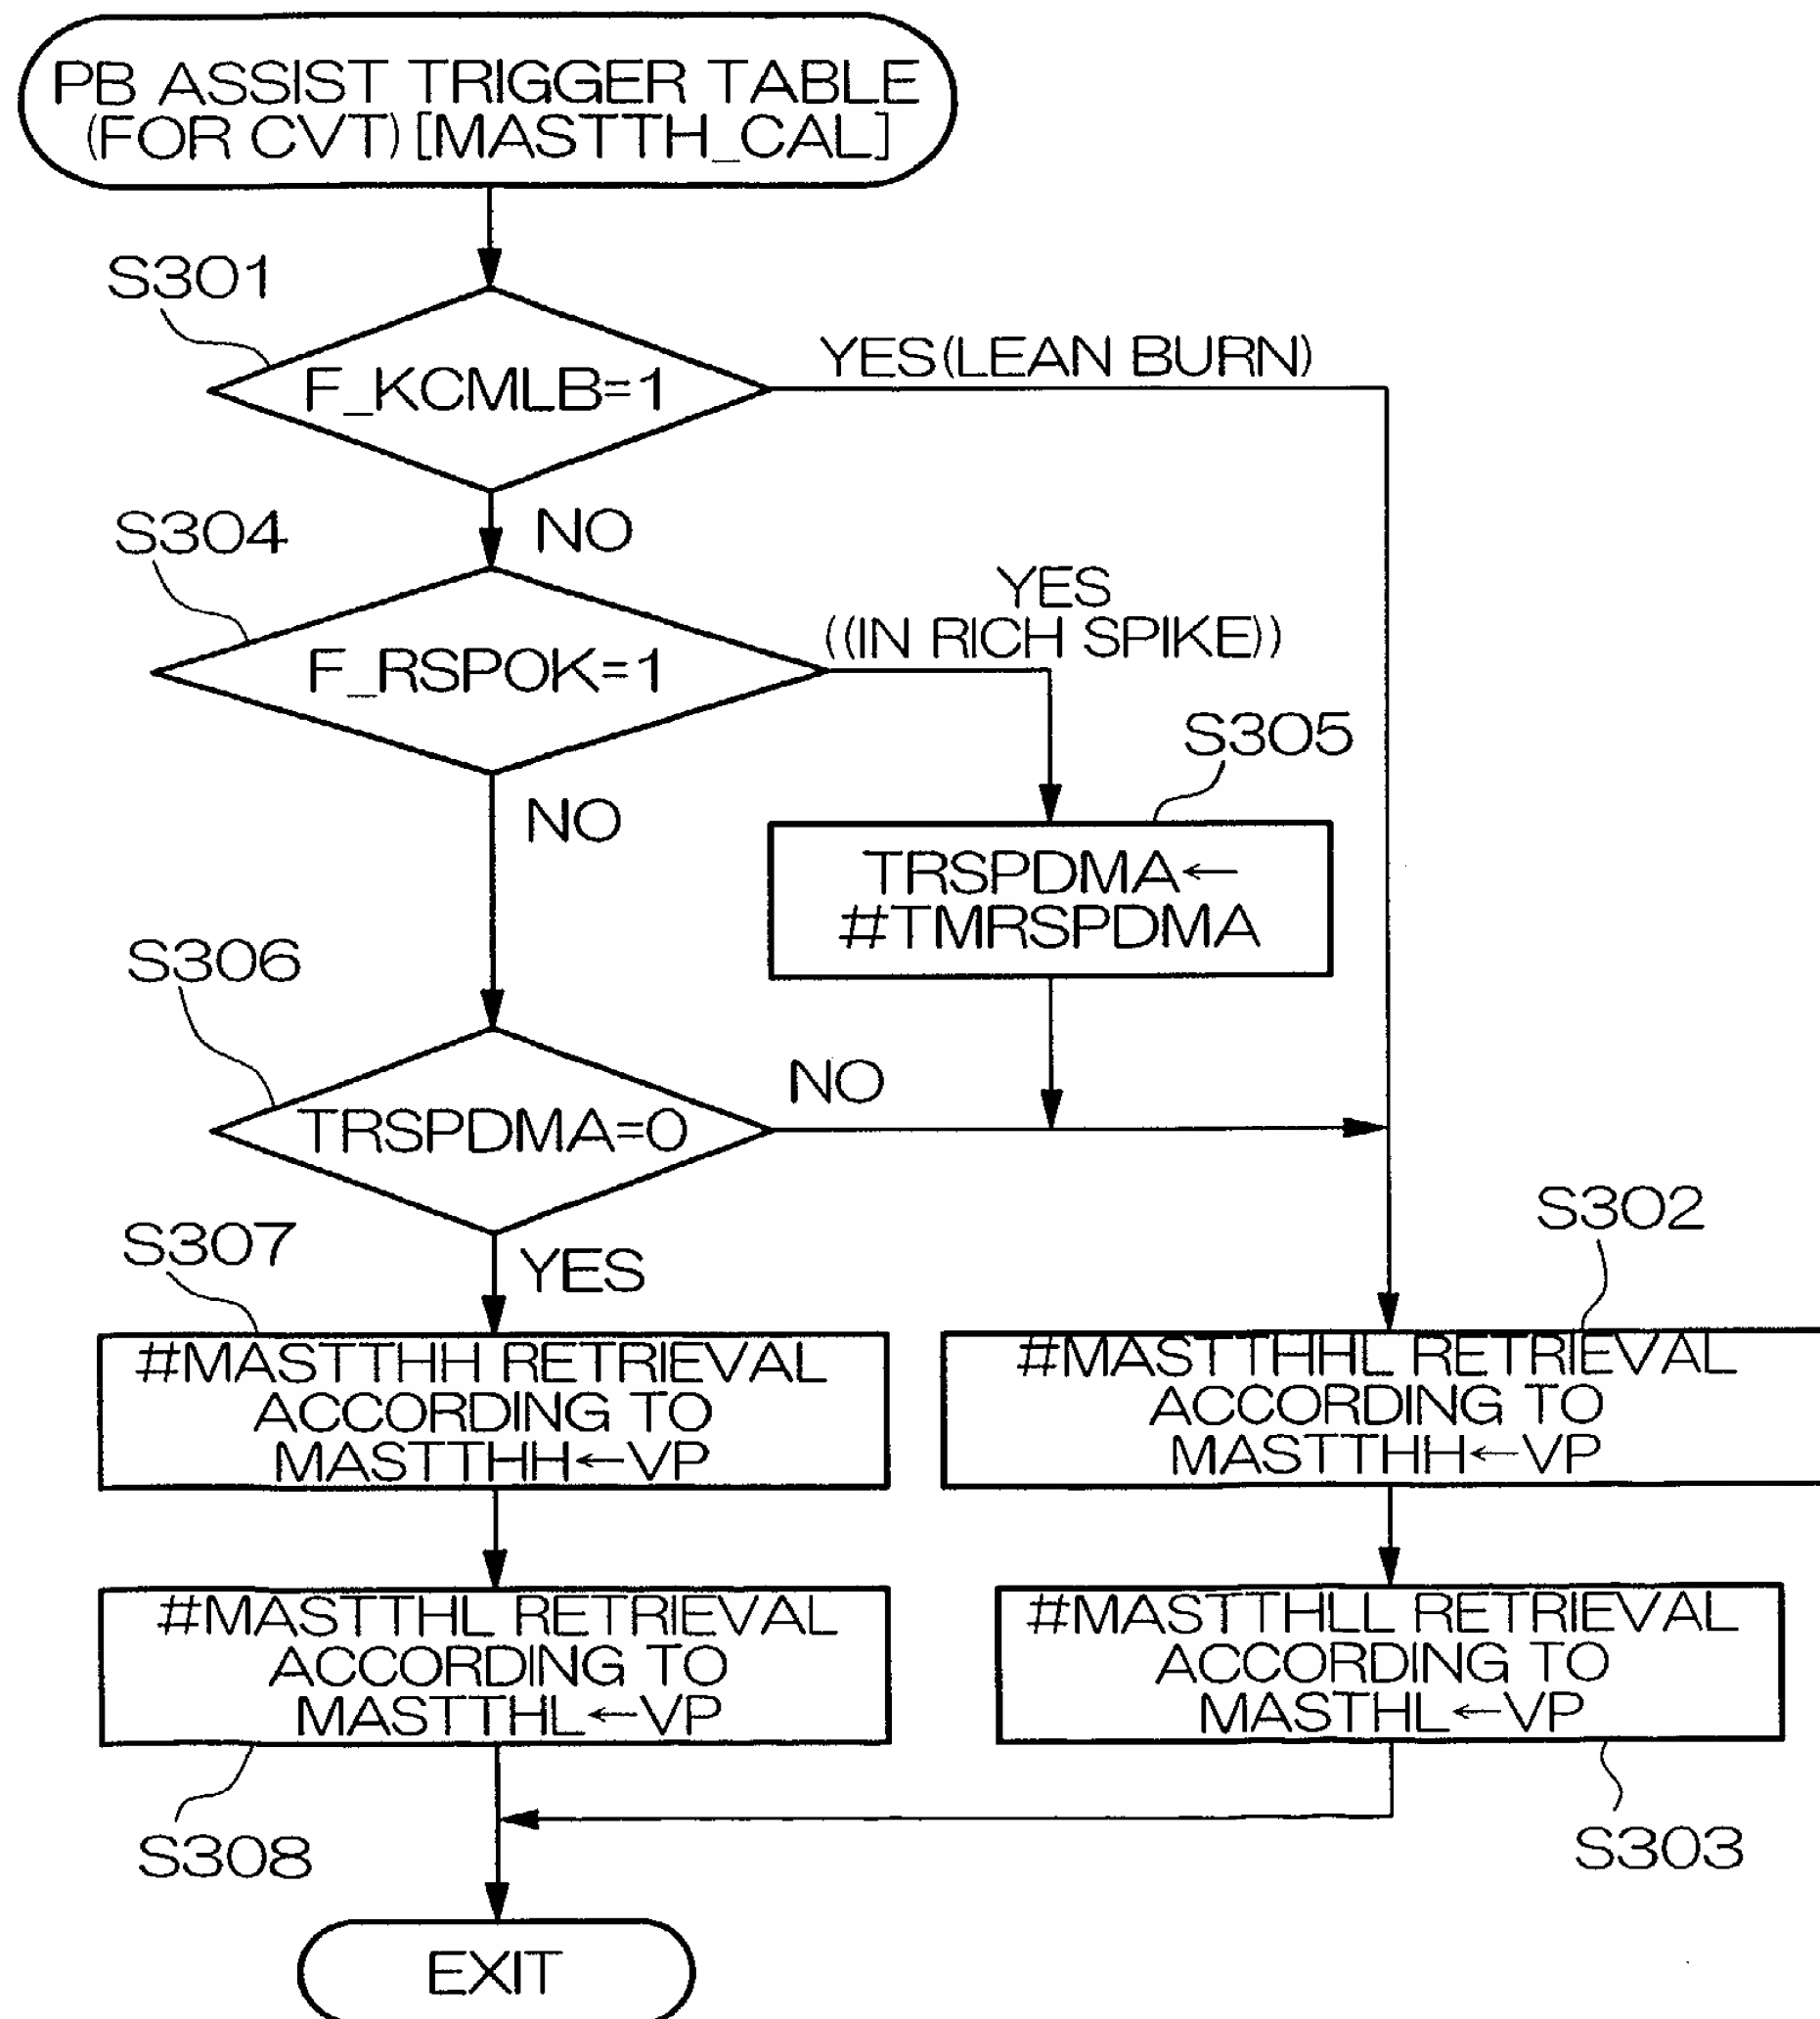 PB ASSIST TRIGGER TABLE
(FOR CVT) [MASTTH_CAL]
S301
F_KCMLB=1
YES(LEAN BURN)
NO
S304
F_RSPOK=1
YES
((IN RICH SPIKE))
NO
S305
TRSPDMA←
#TMRSPDMA
S306
TRSPDMA=0
NO
YES
S307
#MASTTHH RETRIEVAL
ACCORDING TO
MASTTHH←VP
S302
#MASTTHHL RETRIEVAL
ACCORDING TO
MASTTHH←VP
#MASTTHL RETRIEVAL
ACCORDING TO
MASTTHL←VP
S308
#MASTTHLL RETRIEVAL
ACCORDING TO
MASTHL←VP
S303
EXIT